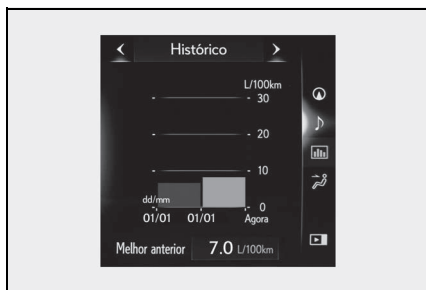 Histórico
L/100km
30
20
10
dd/mm
0
01/01 01/01 Agora
Melhor anterior 7.0 L/100km